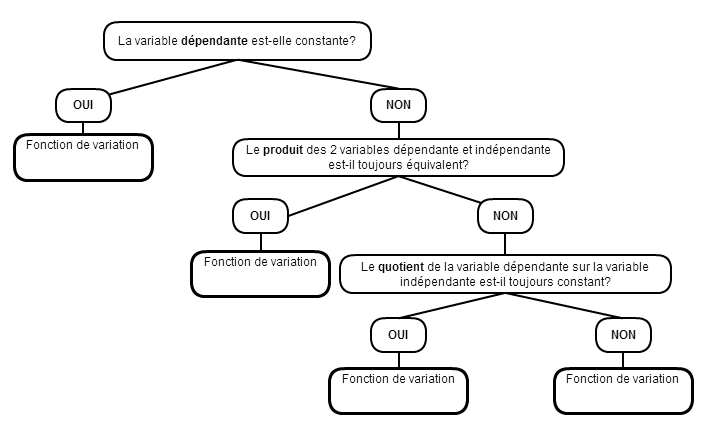 La variable dépendante est-elle constante?
OUI
NON
Fonction de variation
Le produit des 2 variables dépendante et indépendante
est-il toujours équivalent?
OUI
NON
Fonction de variation
Le quotient de la variable dépendante sur la variable
indépendante est-il toujours constant?
OUI
NON
Fonction de variation
Fonction de variation